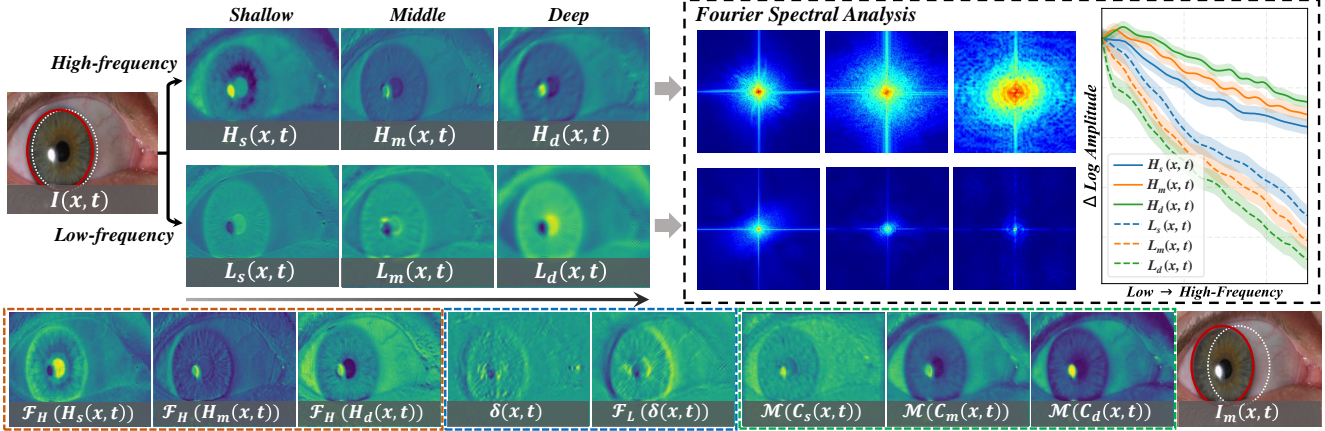 Shallow Middle Deep
High-frequency
H_s(x, t) H_m(x, t) H_d(x, t)
I(x, t)
Low-frequency
L_s(x, t) L_m(x, t) L_d(x, t)
Fourier Spectral Analysis
Δ Log Amplitude
H_s(x, t)
H_m(x, t)
H_d(x, t)
L_s(x, t)
L_m(x, t)
L_d(x, t)
Low → High-Frequency
ℱ_H (H_s(x, t)) ℱ_H (H_m(x, t)) ℱ_H (H_d(x, t)) δ(x, t) ℱ_L (δ(x, t)) ℳ(C_s(x, t)) ℳ(C_m(x, t)) ℳ(C_d(x, t)) I_m(x, t)